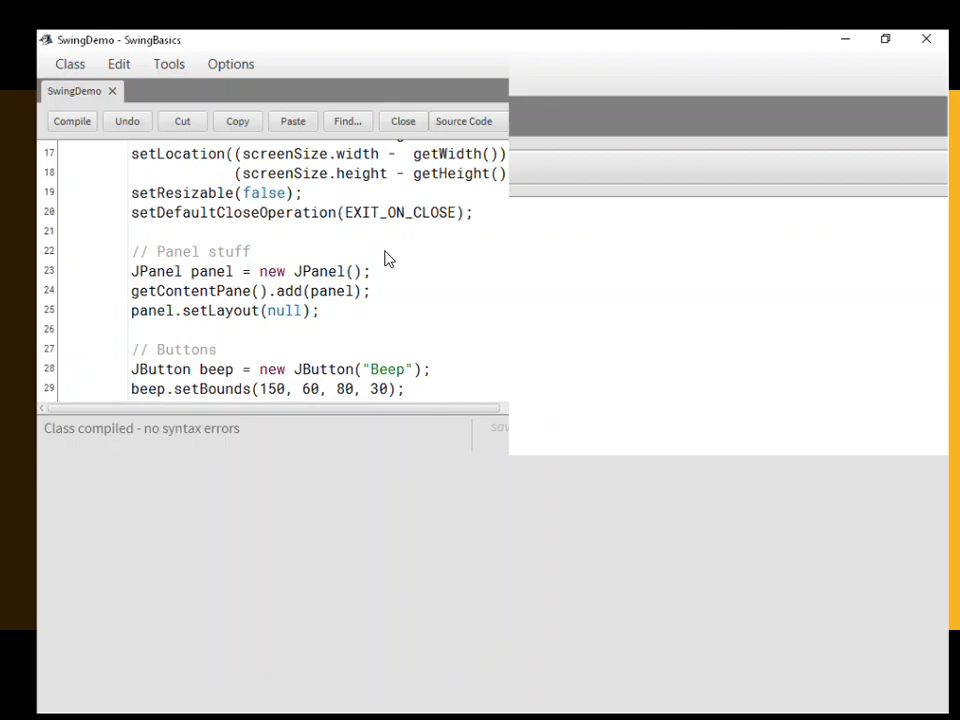 SwingDemo - SwingBasics
Class Edit Tools Options
SwingDemo
Compile Undo Cut Copy Paste Find... Close Source Code
17 setLocation((screenSize.width - getWidth())
18 (screenSize.height - getHeight()
19 setResizable(false);
20 setDefaultCloseOperation(EXIT_ON_CLOSE);
21
22 // Panel stuff
23 JPanel panel = new JPanel();
24 getContentPane().add(panel);
25 panel.setLayout(null);
26
27 // Buttons
28 JButton beep = new JButton("Beep");
29 beep.setBounds(150, 60, 80, 30);
Class compiled - no syntax errors